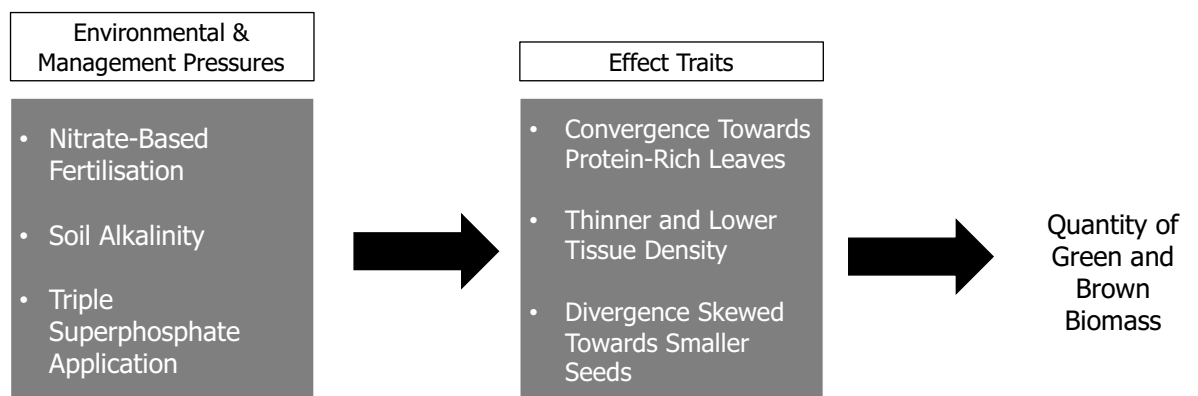 Environmental &
Management Pressures
• Nitrate-Based
Fertilisation
• Soil Alkalinity
• Triple
Superphosphate
Application
Effect Traits
• Convergence Towards
Protein-Rich Leaves
• Thinner and Lower
Tissue Density
• Divergence Skewed
Towards Smaller
Seeds
Quantity of
Green and
Brown
Biomass